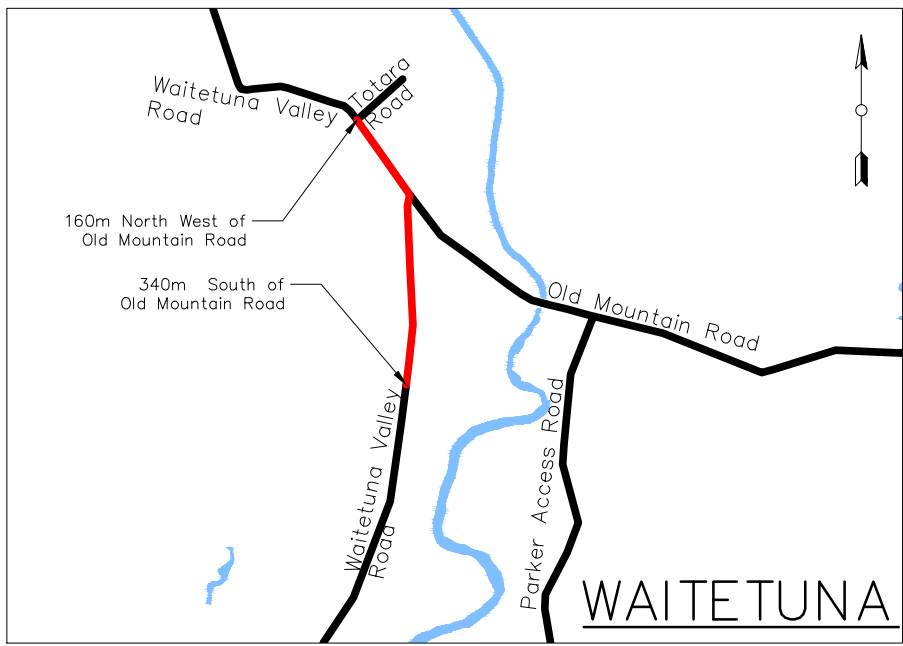 Waitetuna Valley
Road
Totara
Road
160m North West of
Old Mountain Road
340m South of
Old Mountain Road
Old Mountain Road
Waitetuna Valley
Road
Parker Access Road
WAITETUNA